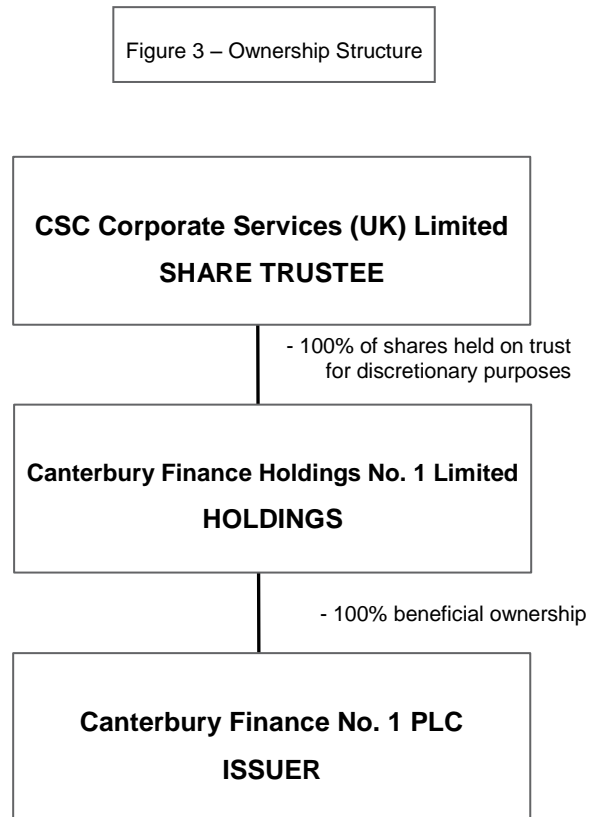 Figure 3 – Ownership Structure
CSC Corporate Services (UK) Limited
SHARE TRUSTEE
- 100% of shares held on trust
for discretionary purposes
Canterbury Finance Holdings No. 1 Limited
HOLDINGS
- 100% beneficial ownership
Canterbury Finance No. 1 PLC
ISSUER